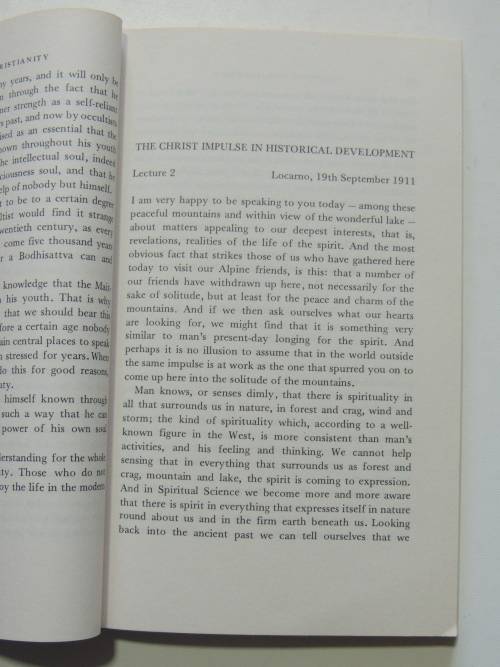 RISTIANITY
y years, and it will only be
n through the fact that he
ner strength as a self-reliant
s past, and now by occultists
ised as an essential that the
nown throughout his youth
he intellectual soul, indeed
ciousness soul, and that he
elp of nobody but himself.
t to be to a certain degree
ltist would find it strange
wentieth century, as every
come five thousand years
r a Bodhisattva can and
knowledge that the Mait-
n his youth. That is why
that we should bear this
fore a certain age nobody
ain central places to speak
n stressed for years. When
do this for good reasons,
uty.
himself known through
such a way that he can
power of his own soul
derstanding for the whole
ity. Those who do not
oy the life in the modern
THE CHRIST IMPULSE IN HISTORICAL DEVELOPMENT
Lecture 2 Locarno, 19th September 1911
I am very happy to be speaking to you today – among these
peaceful mountains and within view of the wonderful lake –
about matters appealing to our deepest interests, that is,
revelations, realities of the life of the spirit. And the most
obvious fact that strikes those of us who have gathered here
today to visit our Alpine friends, is this: that a number of
our friends have withdrawn up here, not necessarily for the
sake of solitude, but at least for the peace and charm of the
mountains. And if we then ask ourselves what our hearts
are looking for, we might find that it is something very
similar to man's present-day longing for the spirit. And
perhaps it is no illusion to assume that in the world outside
the same impulse is at work as the one that spurred you on to
come up here into the solitude of the mountains.
Man knows, or senses dimly, that there is spirituality in
all that surrounds us in nature, in forest and crag, wind and
storm; the kind of spirituality which, according to a well-
known figure in the West, is more consistent than man's
activities, and his feeling and thinking. We cannot help
sensing that in everything that surrounds us as forest and
crag, mountain and lake, the spirit is coming to expression.
And in Spiritual Science we become more and more aware
that there is spirit in everything that expresses itself in nature
round about us and in the firm earth beneath us. Looking
back into the ancient past we can tell ourselves that we